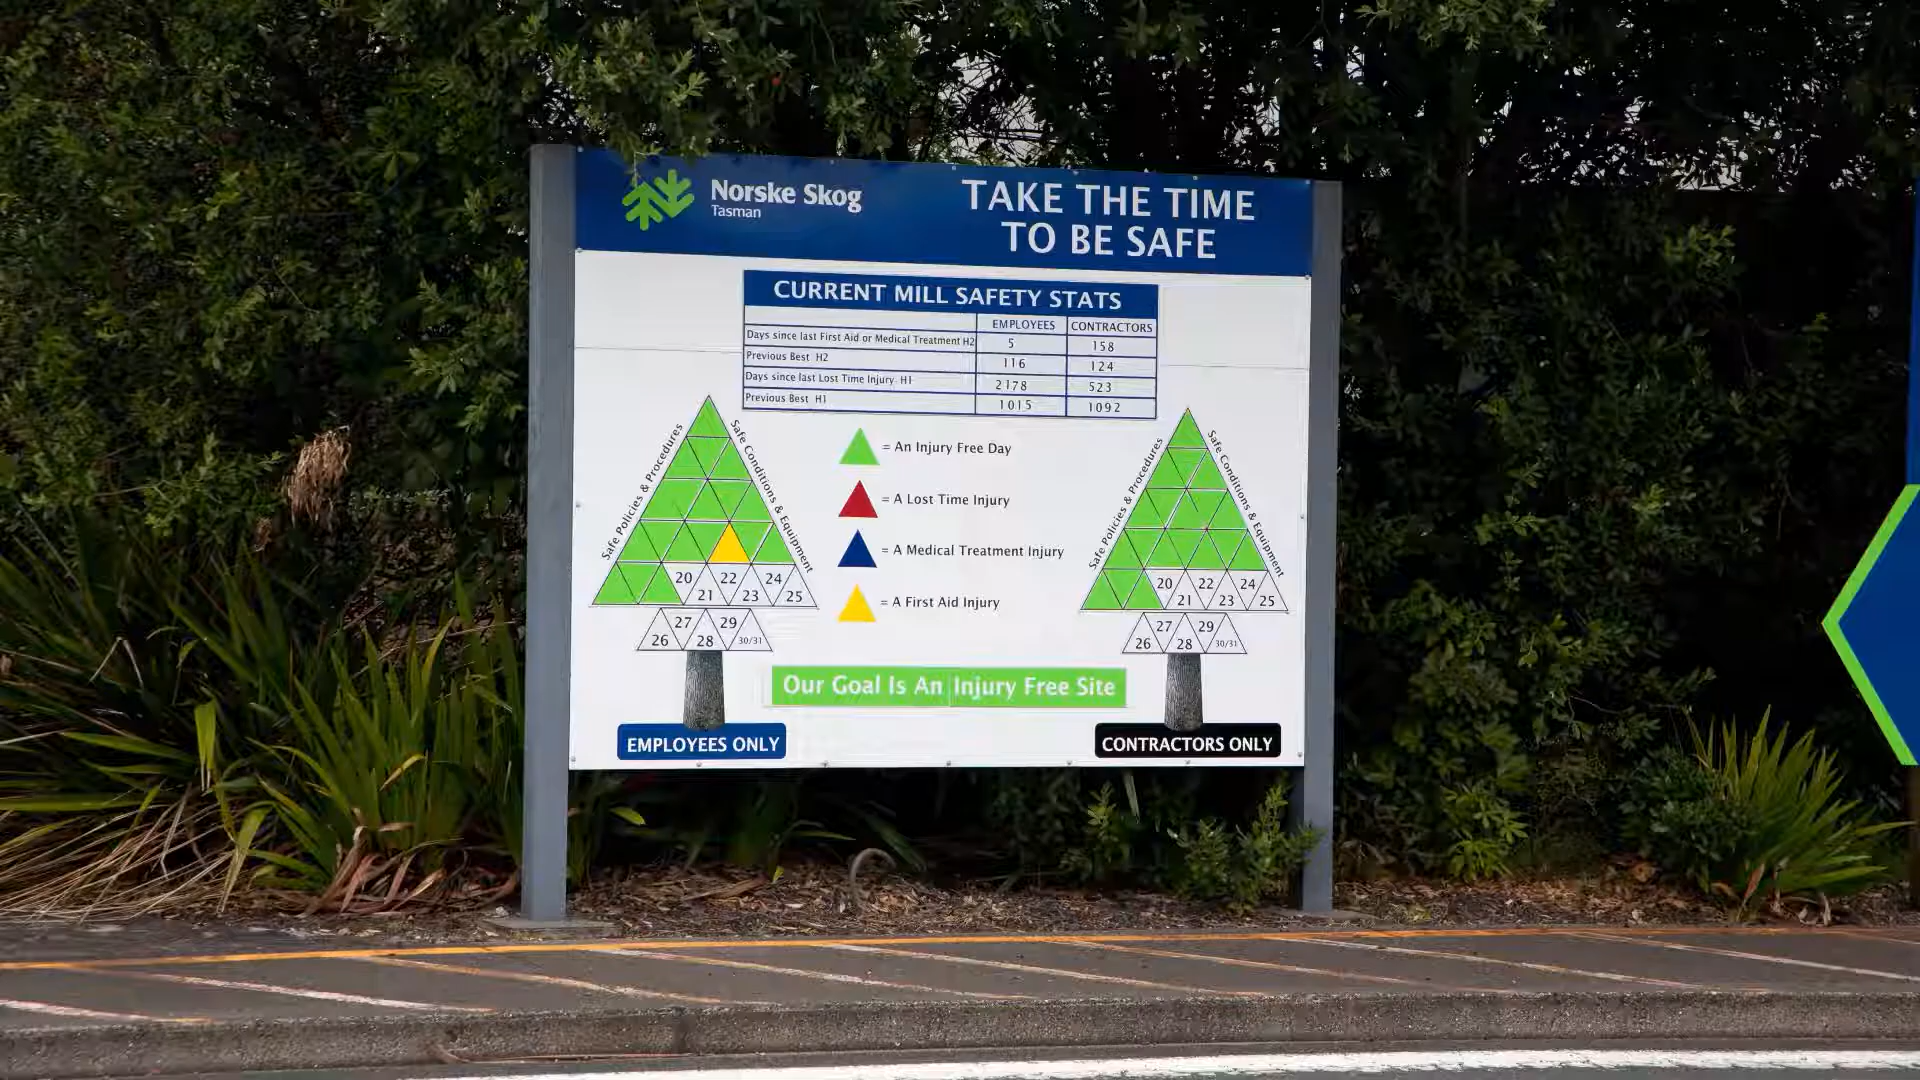 Norske Skog
Tasman
TAKE THE TIME
TO BE SAFE
CURRENT MILL SAFETY STATS
EMPLOYEES CONTRACTORS
Days since last First Aid or Medical Treatment H2 5 158
Previous Best H2 116 124
Days since last Lost Time Injury H1 2178 523
Previous Best H1 1015 1092
Safe Policies & Procedures
Safe Conditions & Equipment
20 22 24
21 23 25
27 29
26 28 30/31
EMPLOYEES ONLY
= An Injury Free Day
= A Lost Time Injury
= A Medical Treatment Injury
= A First Aid Injury
Our Goal Is An Injury Free Site
Safe Policies & Procedures
Safe Conditions & Equipment
20 22 24
21 23 25
27 29
26 28 30/31
CONTRACTORS ONLY